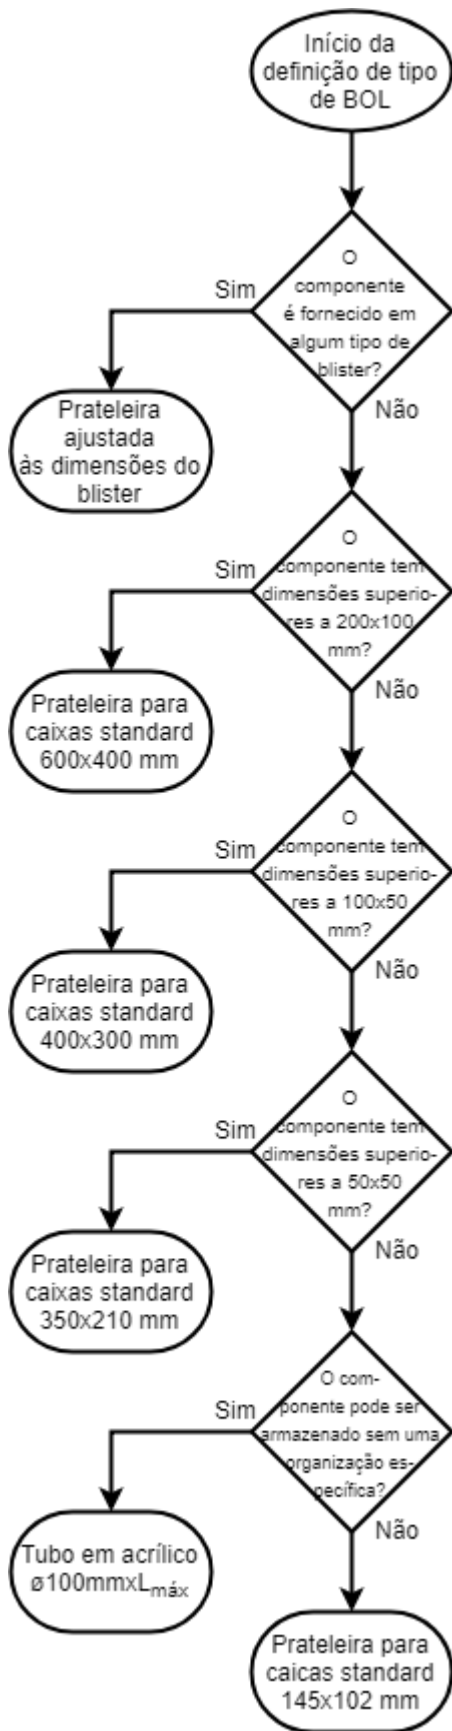 Início da
definição de tipo
de BOL
O
componente
é fornecido em
algum tipo de
blister?
Sim
Não
Prateleira
ajustada
às dimensões do
blister
O
componente tem
dimensões superio-
res a 200x100
mm?
Sim
Não
Prateleira para
caixas standard
600x400 mm
O
componente tem
dimensões superio-
res a 100x50
mm?
Sim
Não
Prateleira para
caixas standard
400x300 mm
O
componente tem
dimensões superio-
res a 50x50
mm?
Sim
Não
Prateleira para
caixas standard
350x210 mm
O com-
ponente pode ser
armazenado sem uma
organização es-
pecífica?
Sim
Não
Tubo em acrílico
ø100mmxLmáx
Prateleira para
caicas standard
145x102 mm